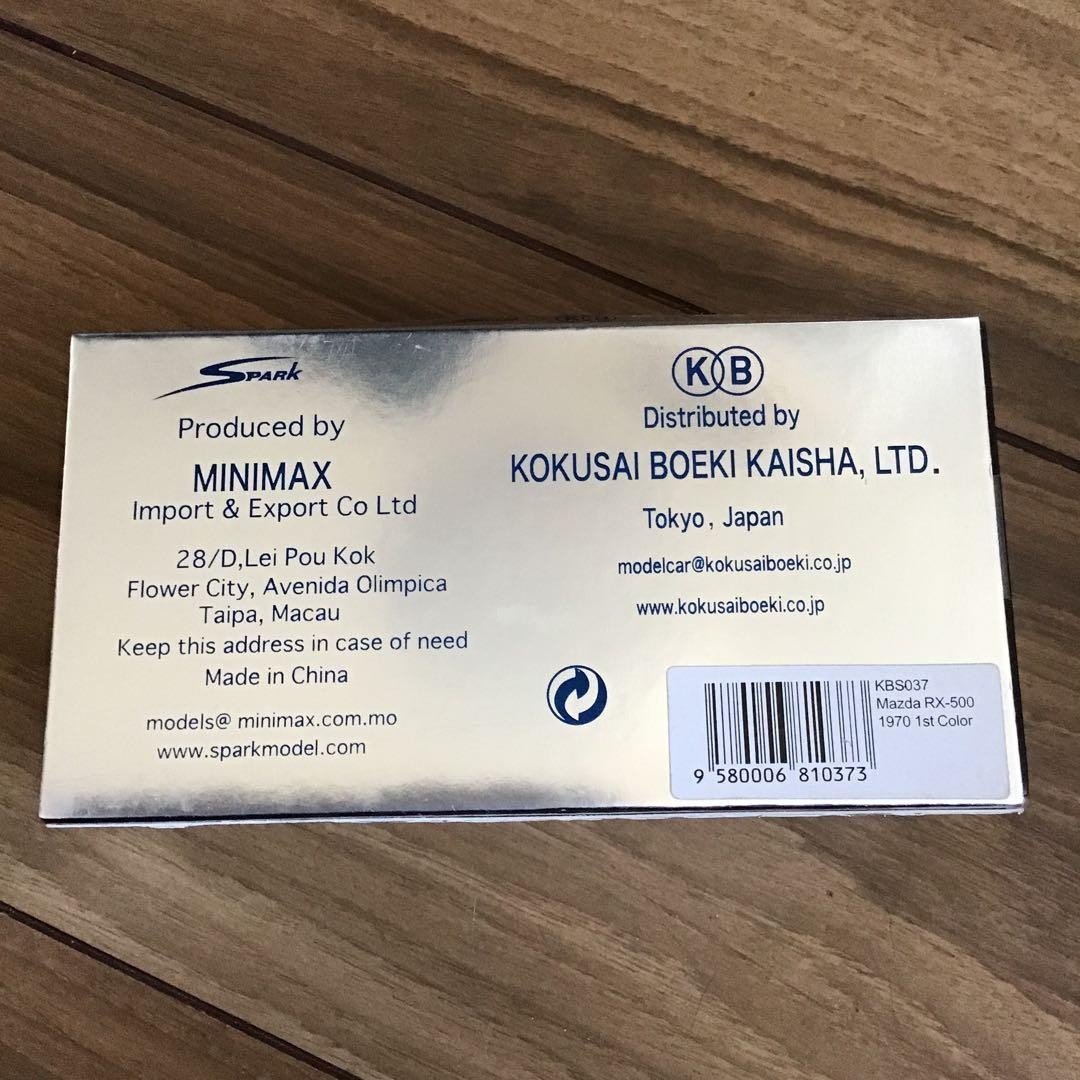 SPARK
Produced by
MINIMAX
Import & Export Co Ltd
28/D,Lei Pou Kok
Flower City, Avenida Olimpica
Taipa, Macau
Keep this address in case of need
Made in China
models@ minimax.com.mo
www.sparkmodel.com
KB
Distributed by
KOKUSAI BOEKI KAISHA, LTD.
Tokyo, Japan
modelcar@kokusaiboeki.co.jp
www.kokusaiboeki.co.jp
KBS037
Mazda RX-500
1970 1st Color
9 580006 810373